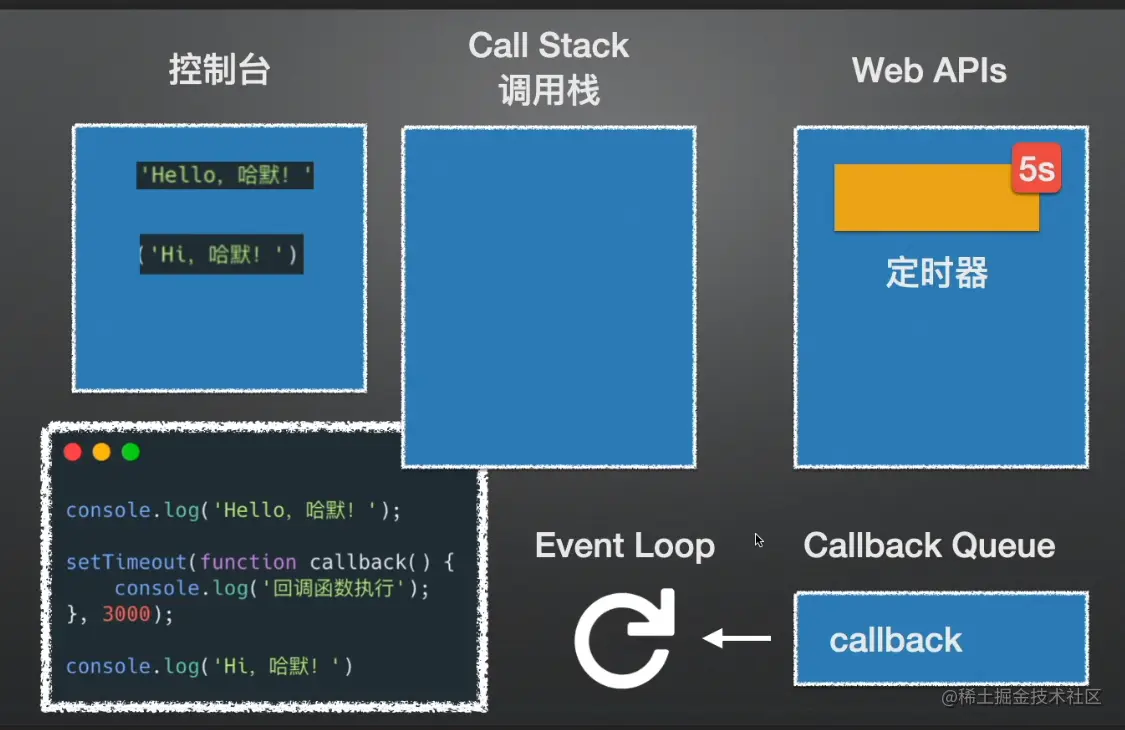 控制台
Call Stack
调用栈
Web APIs
'Hello, 哈默! '
('Hi, 哈默! ')
5s
定时器
console.log('Hello, 哈默! ');
setTimeout(function callback() {
console.log('回调函数执行');
}, 3000);
console.log('Hi, 哈默! ')
Event Loop
Callback Queue
callback
@稀土掘金技术社区